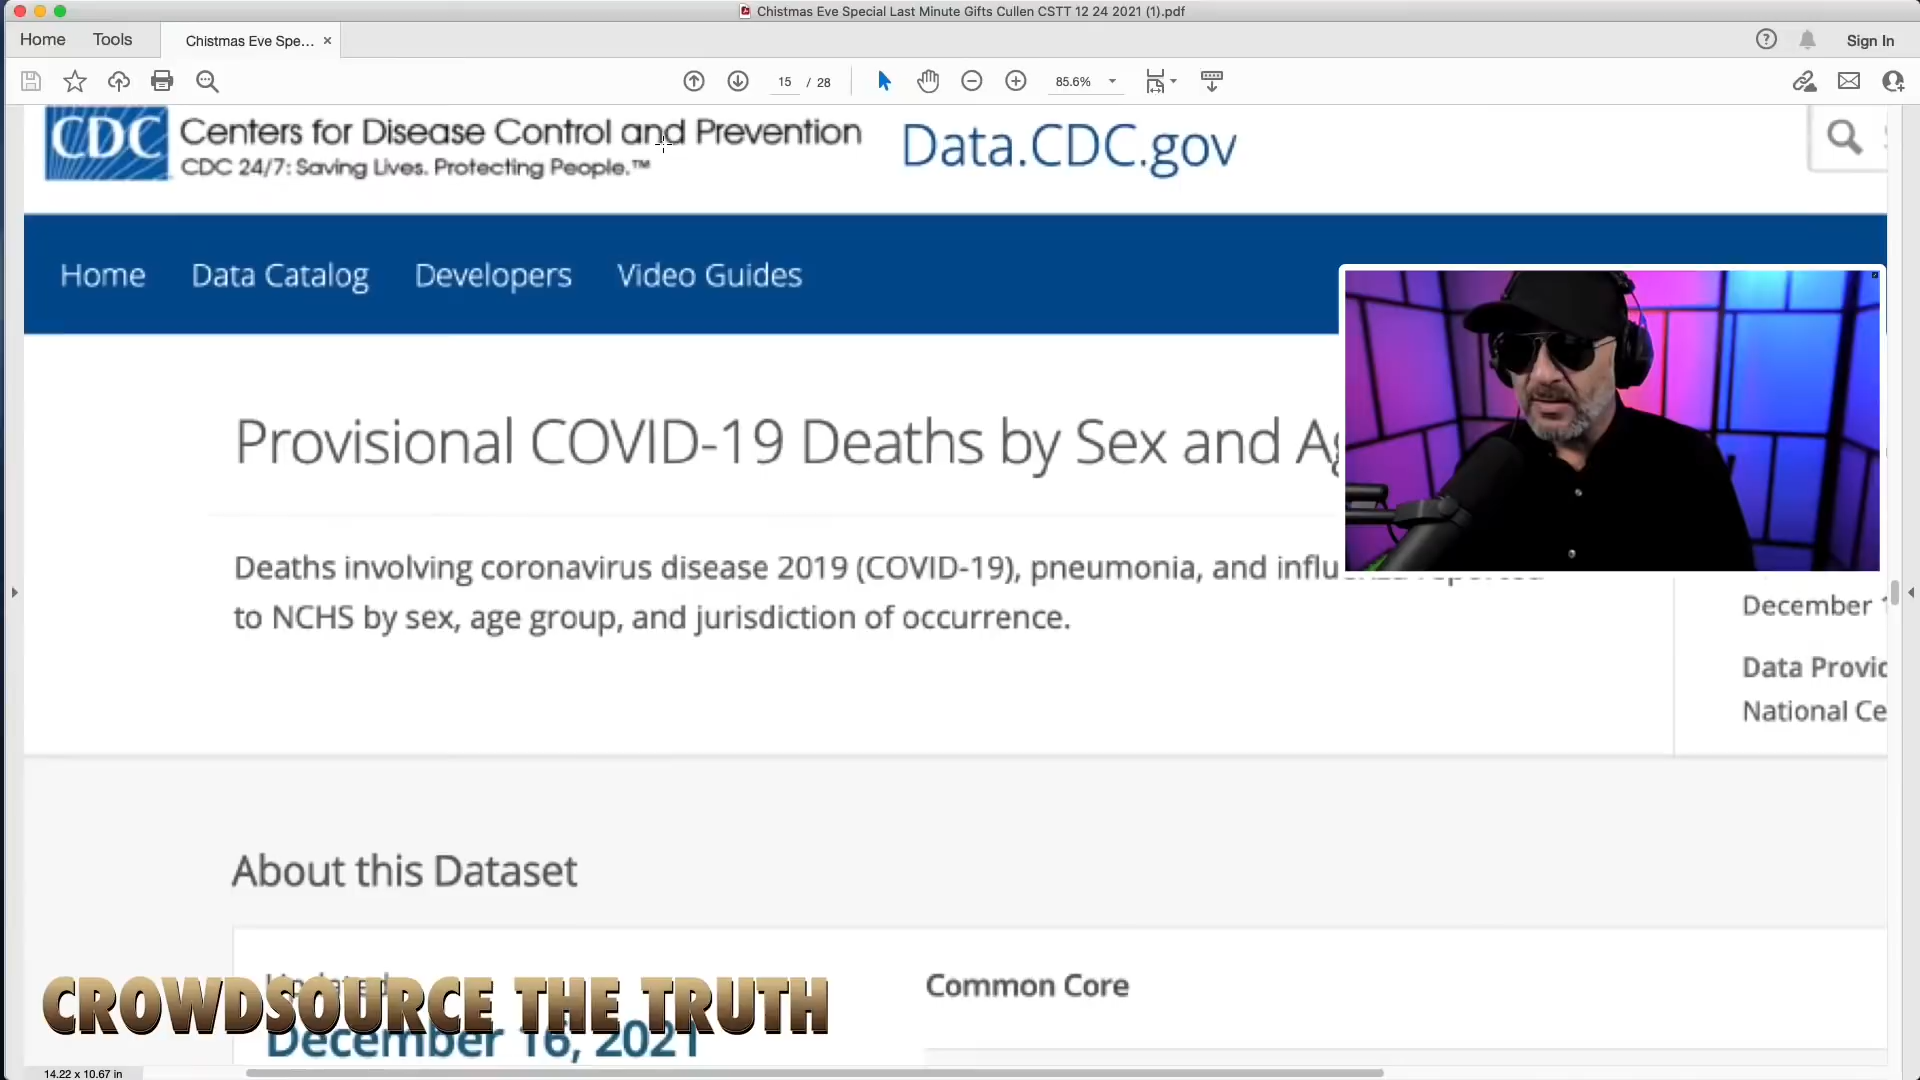 Chistmas Eve Special Last Minute Gifts Cullen CSTT 12 24 2021 (1).pdf
Home Tools Chistmas Eve Spe... × Sign In
15 / 28 85.6%
CDC Centers for Disease Control and Prevention
CDC 24/7: Saving Lives. Protecting People.™
Data.CDC.gov
Home Data Catalog Developers Video Guides
Provisional COVID-19 Deaths by Sex and
Deaths involving coronavirus disease 2019 (COVID-19), pneumonia, and
to NCHS by sex, age group, and jurisdiction of occurrence.
December
Data Provid
National Ce
About this Dataset
Common Core
CROWDSOURCE THE TRUTH
December 16, 2021
14.22 x 10.67 in